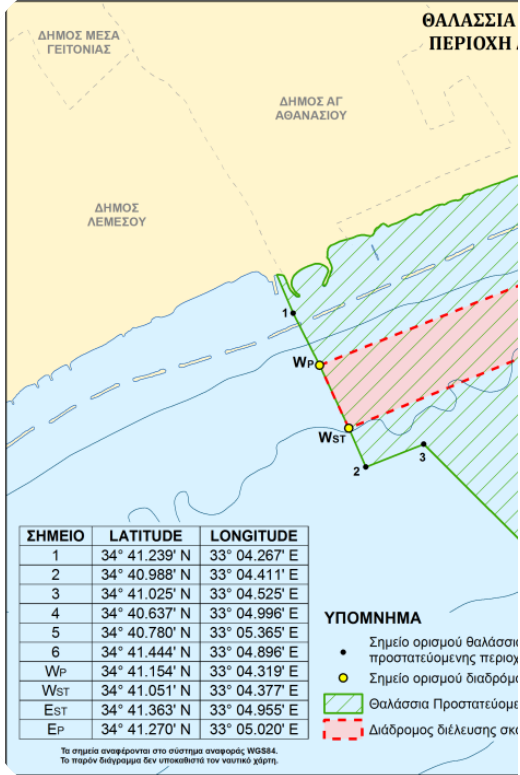 ΘΑΛΑΣΣΙΑ
ΠΕΡΙΟΧΗ
ΔΗΜΟΣ ΜΕΣΑ
ΓΕΙΤΟΝΙΑΣ
ΔΗΜΟΣ ΑΓ
ΑΘΑΝΑΣΙΟΥ
ΔΗΜΟΣ
ΛΕΜΕΣΟΥ
1
WP
WST
2
3
ΣΗΜΕΙΟ LATITUDE LONGITUDE
1 34° 41.239' N 33° 04.267' E
2 34° 40.988' N 33° 04.411' E
3 34° 41.025' N 33° 04.525' E
4 34° 40.637' N 33° 04.996' E
5 34° 40.780' N 33° 05.365' E
6 34° 41.444' N 33° 04.896' E
WP 34° 41.154' N 33° 04.319' E
WST 34° 41.051' N 33° 04.377' E
EST 34° 41.363' N 33° 04.955' E
EP 34° 41.270' N 33° 05.020' E
Τα σημεία αναφέρονται στο σύστημα αναφοράς WGS84.
Το παρόν διάγραμμα δεν υποκαθιστά τον ναυτικό χάρτη.
ΥΠΟΜΝΗΜΑ
Σημείο ορισμού θαλάσσια
προστατεύομενης περιοχ
Σημείο ορισμού διαδρόμο
Θαλάσσια Προστατεύομε
Διάδρομος διέλευσης σκα